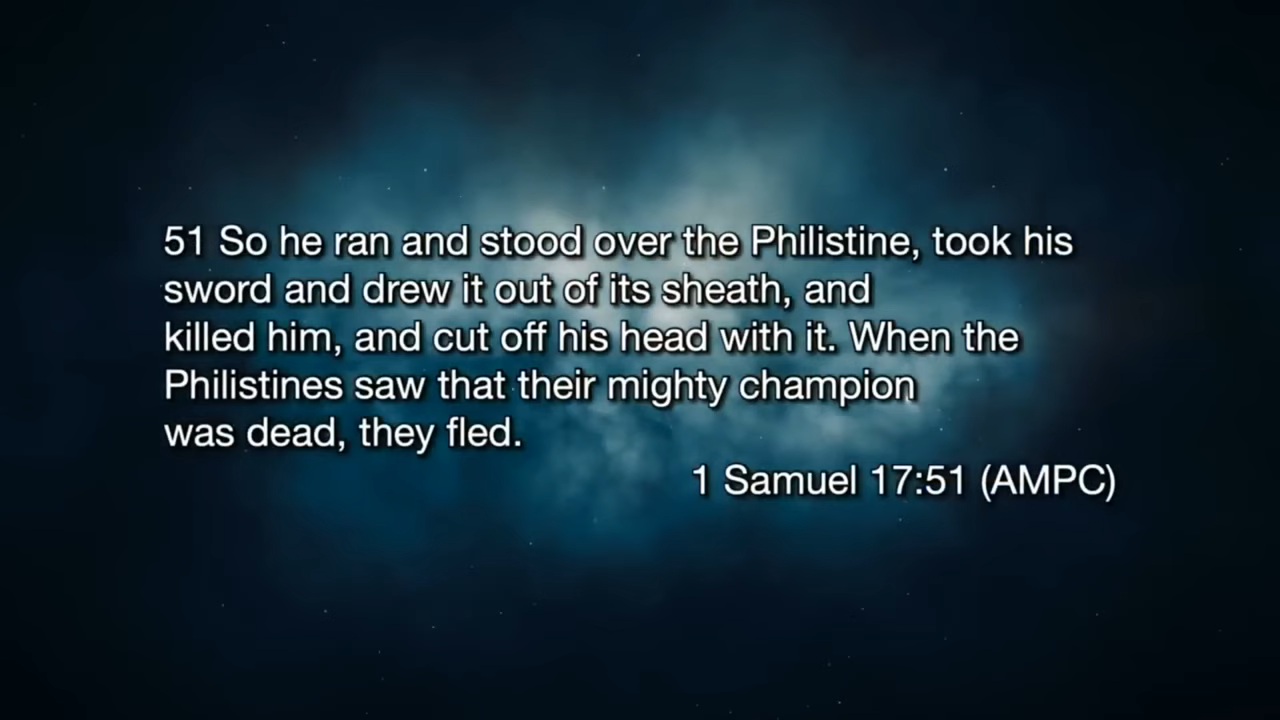 51 So he ran and stood over the Philistine, took his
sword and drew it out of its sheath, and
killed him, and cut off his head with it. When the
Philistines saw that their mighty champion
was dead, they fled.
1 Samuel 17:51 (AMPC)